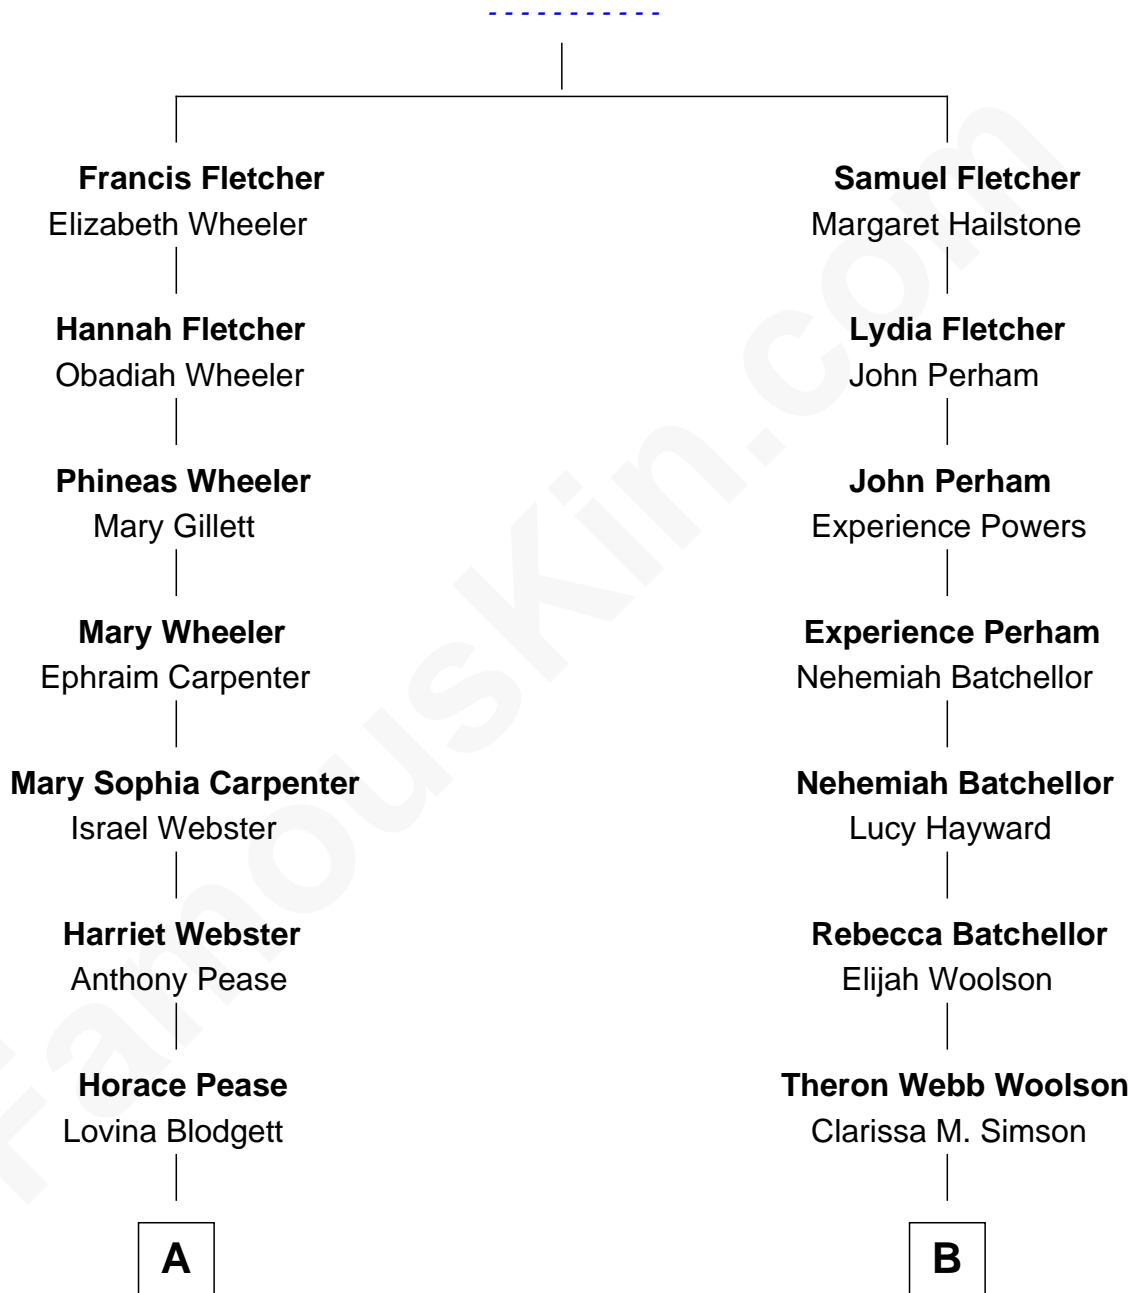 - - - - - - - - - - -
Francis Fletcher
Elizabeth Wheeler
Samuel Fletcher
Margaret Hailstone
Hannah Fletcher
Obadiah Wheeler
Lydia Fletcher
John Perham
Phineas Wheeler
Mary Gillett
John Perham
Experience Powers
Mary Wheeler
Ephraim Carpenter
Experience Perham
Nehemiah Batchellor
Mary Sophia Carpenter
Israel Webster
Nehemiah Batchellor
Lucy Hayward
Harriet Webster
Anthony Pease
Rebecca Batchellor
Elijah Woolson
Horace Pease
Lovina Blodgett
Theron Webb Woolson
Clarissa M. Simson
A
B
FamousKin.com